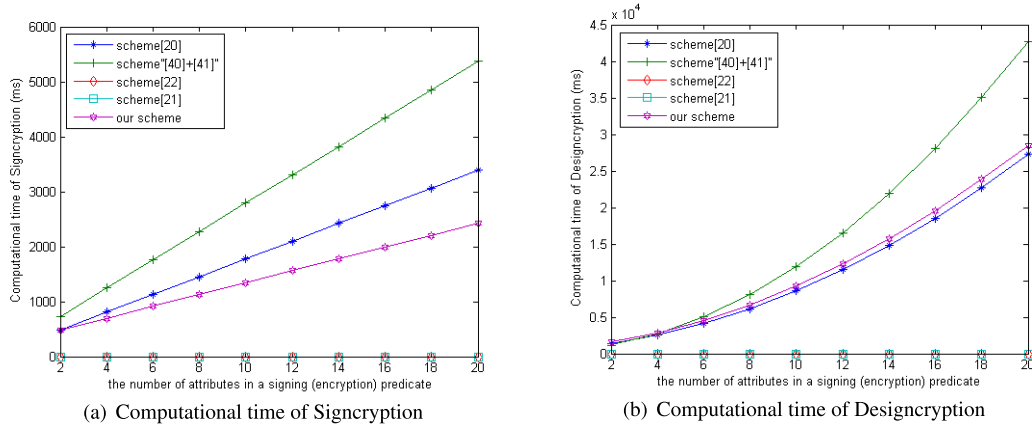 6000
5000
4000
3000
2000
1000
0
Computational time of Signcryption (ms)
scheme[20]
scheme"[40]+[41]"
scheme[22]
scheme[21]
our scheme
2 4 6 8 10 12 14 16 18 20
the number of attributes in a signing (encryption) predicate
(a) Computational time of Signcryption
x 10^4
4.5
4
3.5
3
2.5
2
1.5
1
0.5
0
Computational time of Designcryption (ms)
scheme[20]
scheme"[40]+[41]"
scheme[22]
scheme[21]
our scheme
2 4 6 8 10 12 14 16 18 20
the number of attributes in a signing (encryption) predicate
(b) Computational time of Designcryption